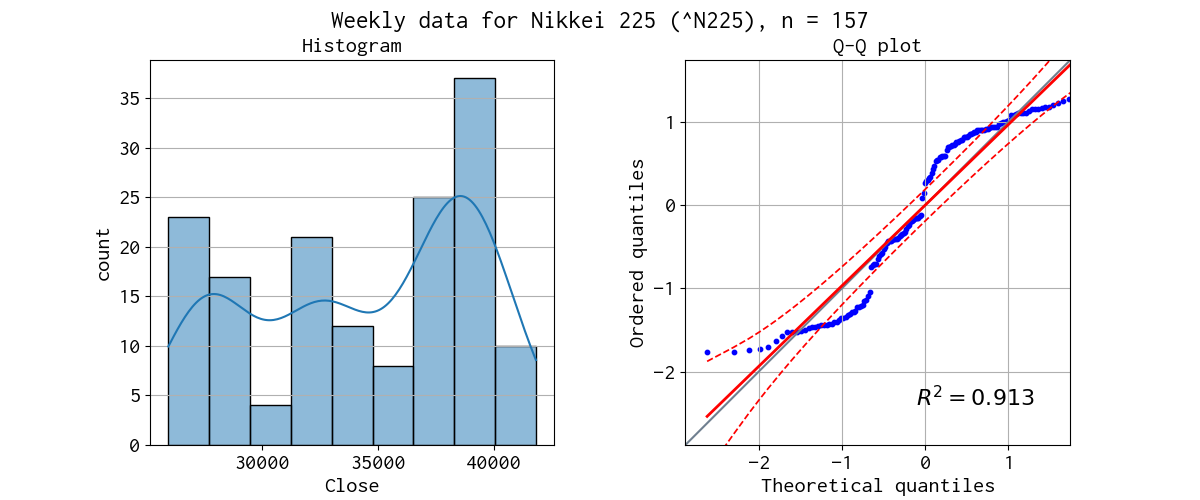 Weekly data for Nikkei 225 (^N225), n = 157
Histogram
count
35
30
25
20
15
10
5
0
30000 35000 40000
Close
Q-Q plot
Ordered quantiles
1
0
−1
−2
R² = 0.913
−2 −1 0 1
Theoretical quantiles